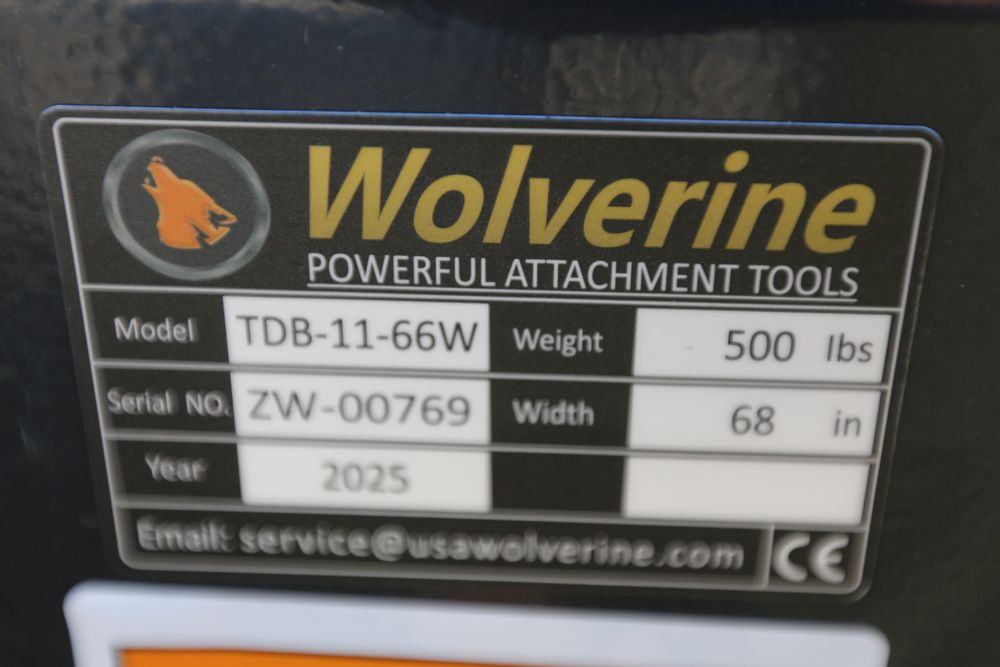 Wolverine
POWERFUL ATTACHMENT TOOLS
Model TDB-11-66W Weight 500 lbs
Serial NO. ZW-00769 Width 68 in
Year 2025
Email: service@usawolverine.com CE